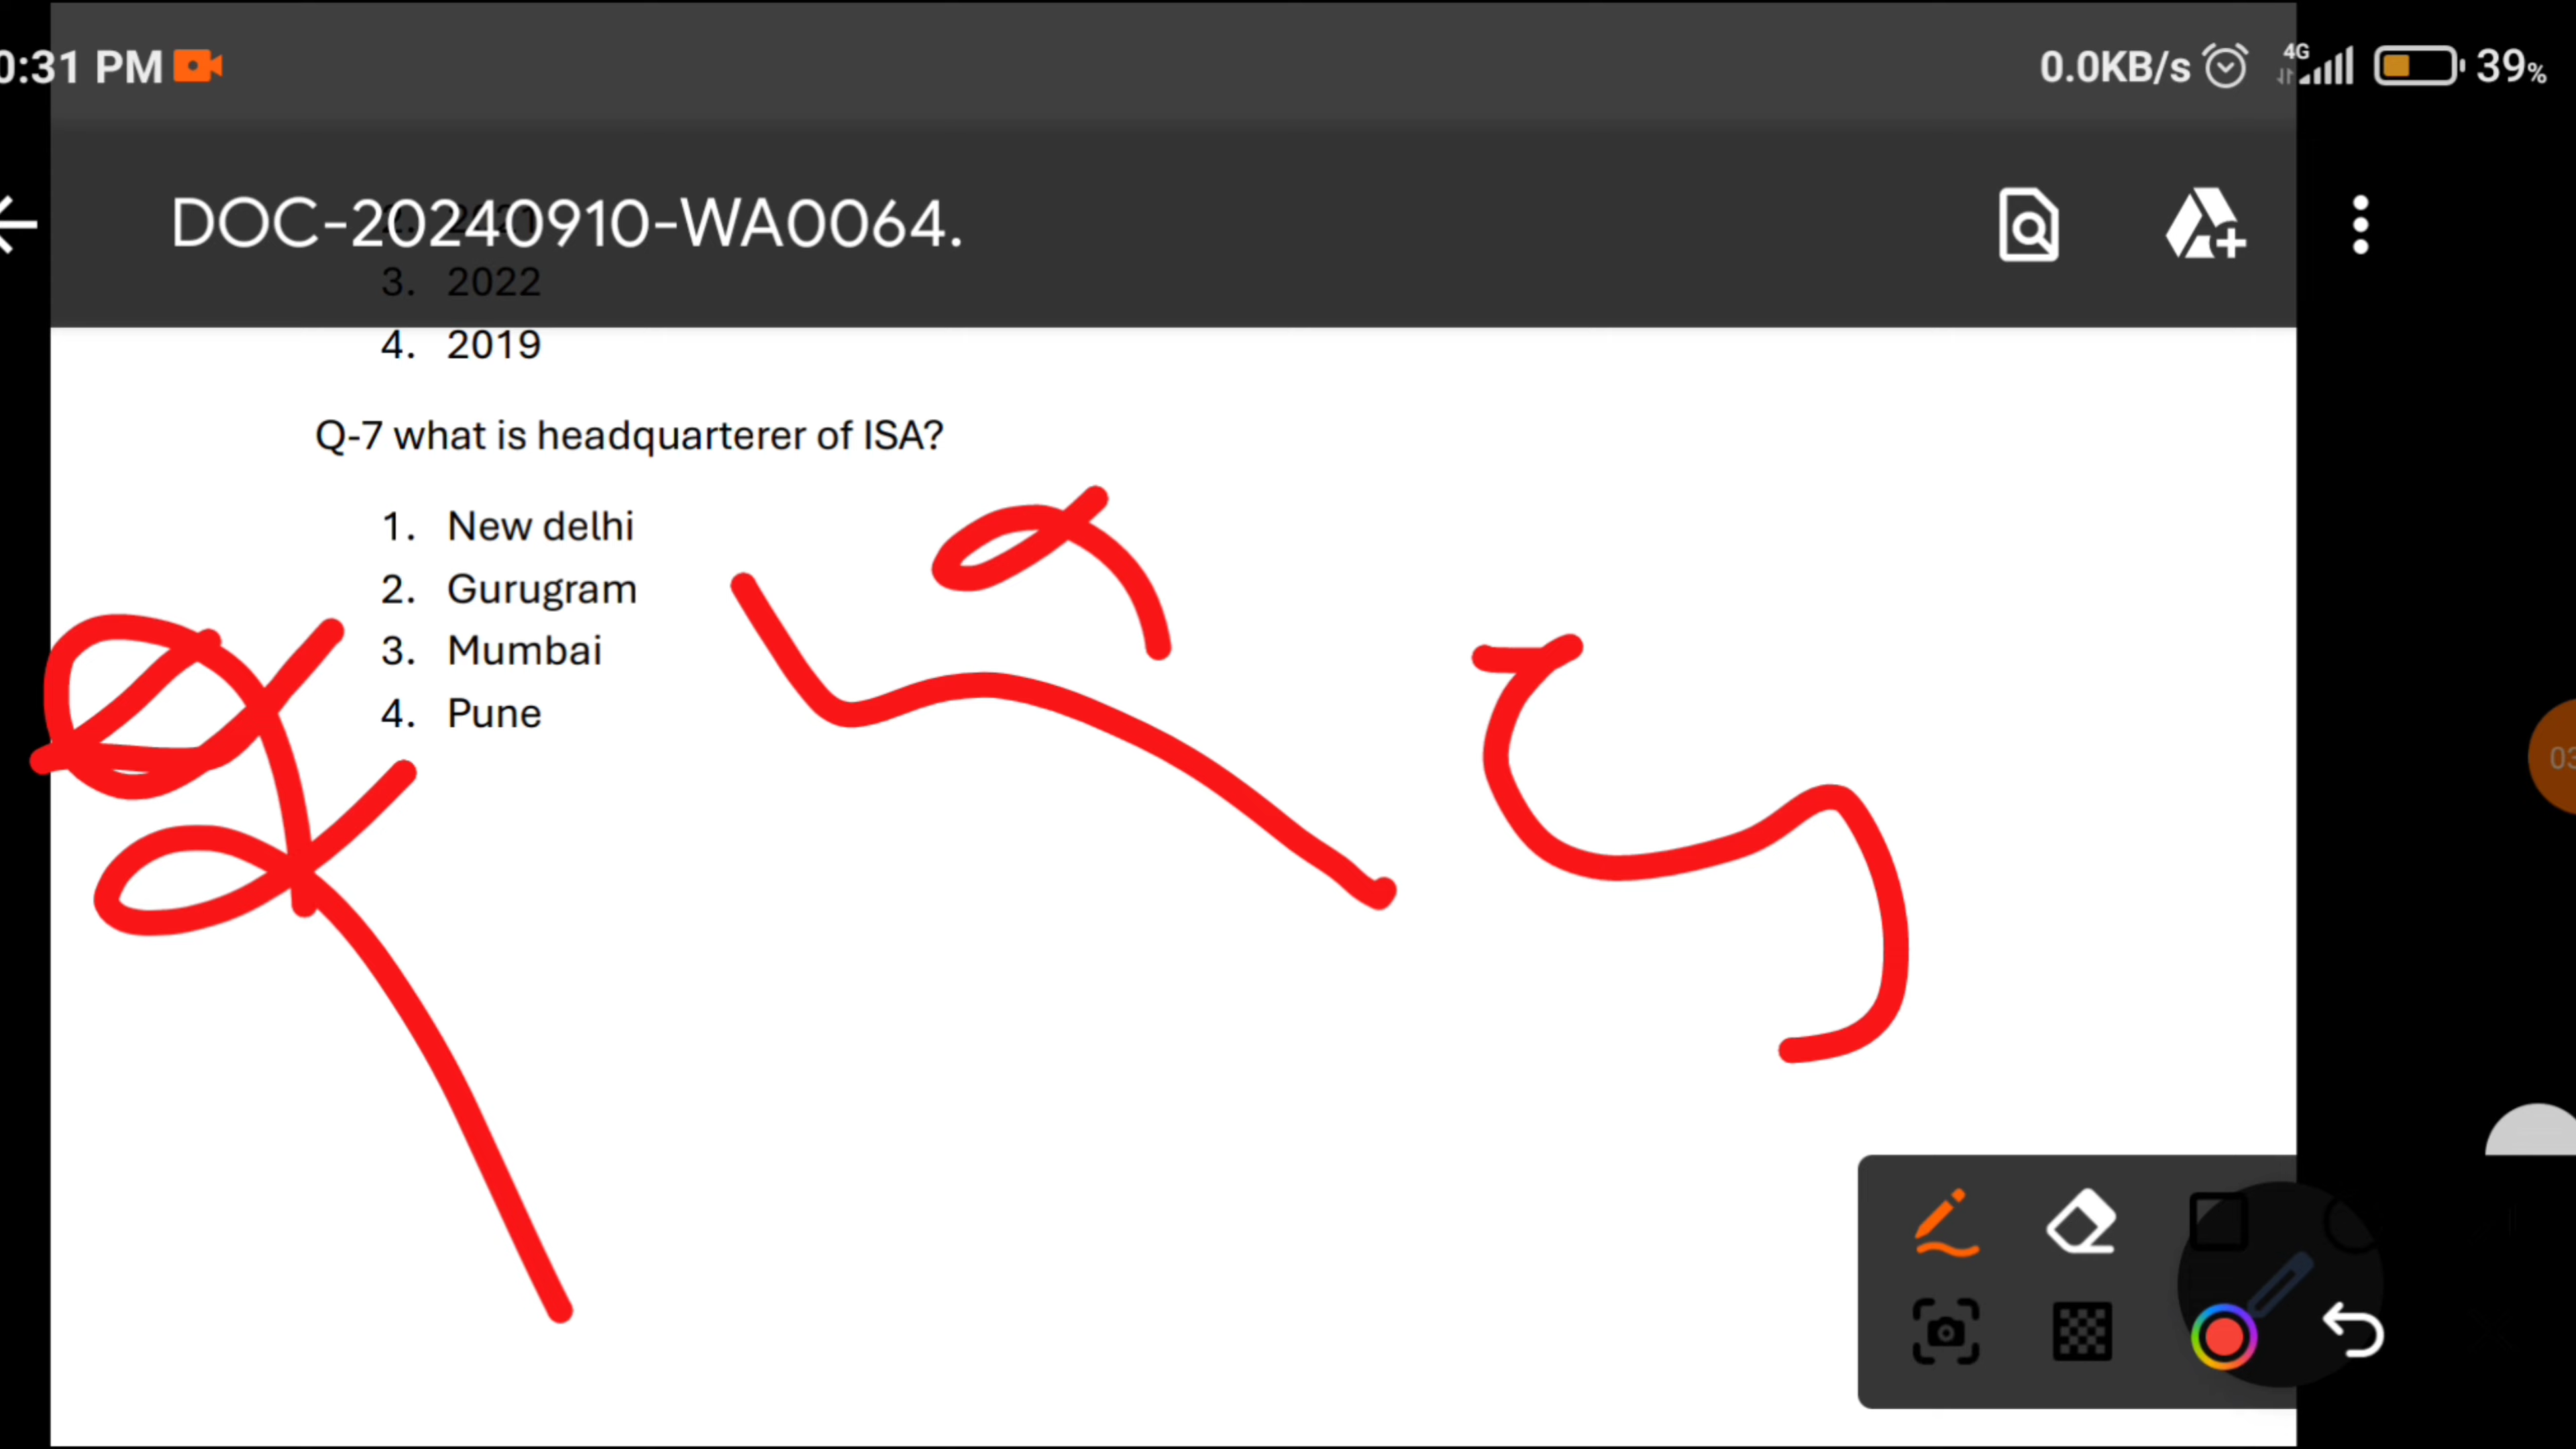 0:31 PM 0.0KB/s 4G 39%
DOC-20240910-WA0064.
3. 2022
4. 2019
Q-7 what is headquarterer of ISA?
1. New delhi
2. Gurugram
3. Mumbai
4. Pune
03